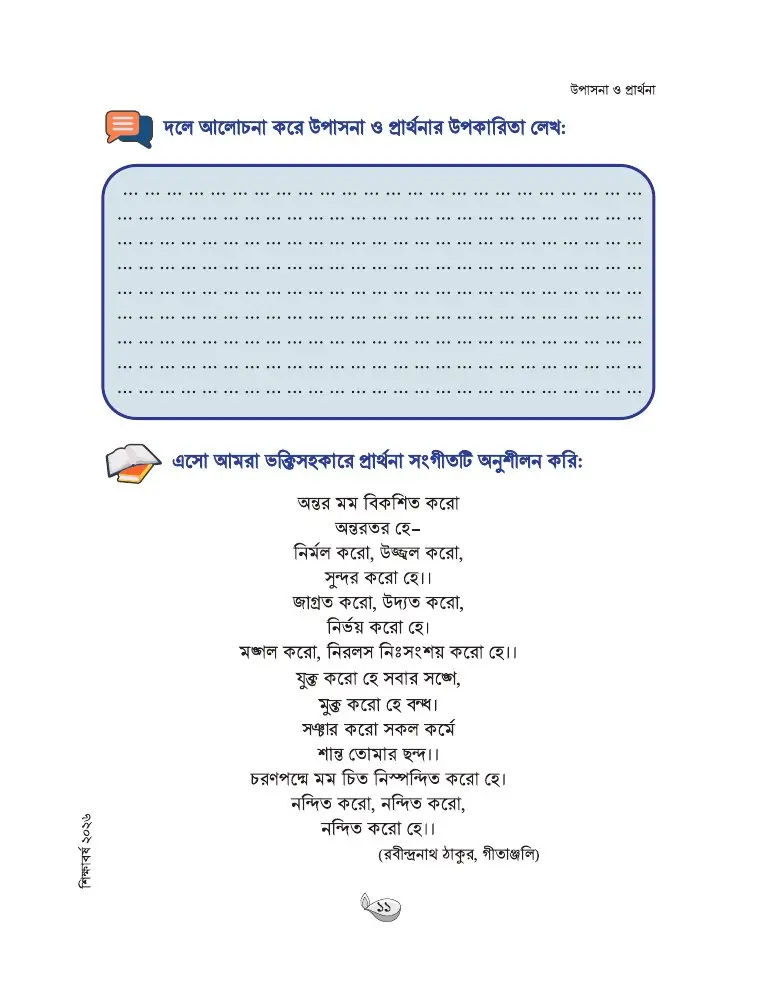 উপাসনা ও প্রার্থনা
দলে আলোচনা করে উপাসনা ও প্রার্থনার উপকারিতা লেখ:
... ... ... ... ... ... ... ... ... ... ... ... ... ... ... ... ... ... ... ... ... ... ... ...
... ... ... ... ... ... ... ... ... ... ... ... ... ... ... ... ... ... ... ... ... ... ... ... ...
... ... ... ... ... ... ... ... ... ... ... ... ... ... ... ... ... ... ... ... ... ... ... ... ...
... ... ... ... ... ... ... ... ... ... ... ... ... ... ... ... ... ... ... ... ... ... ... ... ...
... ... ... ... ... ... ... ... ... ... ... ... ... ... ... ... ... ... ... ... ... ... ... ... ...
... ... ... ... ... ... ... ... ... ... ... ... ... ... ... ... ... ... ... ... ... ... ... ... ...
... ... ... ... ... ... ... ... ... ... ... ... ... ... ... ... ... ... ... ... ... ... ... ... ...
... ... ... ... ... ... ... ... ... ... ... ... ... ... ... ... ... ... ... ... ... ... ... ... ...
... ... ... ... ... ... ... ... ... ... ... ... ... ... ... ... ... ... ... ... ... ... ... ... ...
এসো আমরা ভক্তিসহকারে প্রার্থনা সংগীতটি অনুশীলন করি:
অন্তর মম বিকশিত করো
অন্তরতর হে–
নির্মল করো, উজ্জ্বল করো,
সুন্দর করো হে।।
জাগ্রত করো, উদ্যত করো,
নির্ভয় করো হে।
মঙ্গল করো, নিরলস নিঃসংশয় করো হে।।
যুক্ত করো হে সবার সঙ্গে,
মুক্ত করো হে বন্ধ।
সঞ্চার করো সকল কর্মে
শান্ত তোমার ছন্দ।।
চরণপদ্মে মম চিত নিস্পন্দিত করো হে।
নন্দিত করো, নন্দিত করো,
নন্দিত করো হে।।
(রবীন্দ্রনাথ ঠাকুর, গীতাঞ্জলি)
শিক্ষাবর্ষ ২০২৬
১১